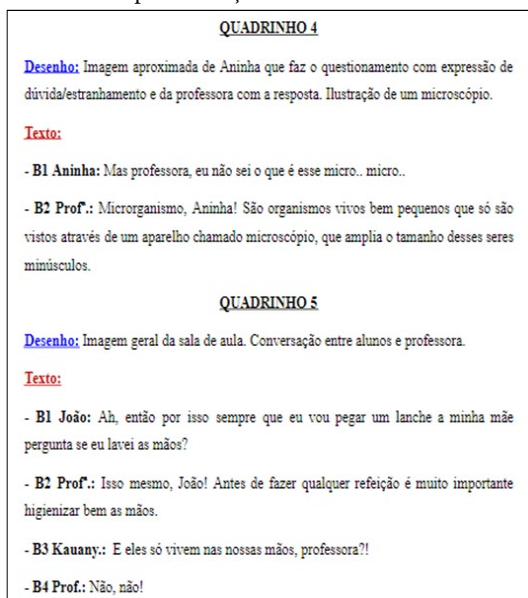 QUADRINHO 4
Desenho: Imagem aproximada de Aninha que faz o questionamento com expressão de
dúvida/estranhamento e da professora com a resposta. Ilustração de um microscópio.
Texto:
- B1 Aninha: Mas professora, eu não sei o que é esse micro.. micro..
- B2 Profª.: Microrganismo, Aninha! São organismos vivos bem pequenos que só são
vistos através de um aparelho chamado microscópio, que amplia o tamanho desses seres
minúsculos.
QUADRINHO 5
Desenho: Imagem geral da sala de aula. Conversação entre alunos e professora.
Texto:
- B1 João: Ah, então por isso sempre que eu vou pegar um lanche a minha mãe
pergunta se eu lavei as mãos?
- B2 Profª.: Isso mesmo, João! Antes de fazer qualquer refeição é muito importante
higienizar bem as mãos.
- B3 Kauany.: E eles só vivem nas nossas mãos, professora?!
- B4 Prof.: Não, não!